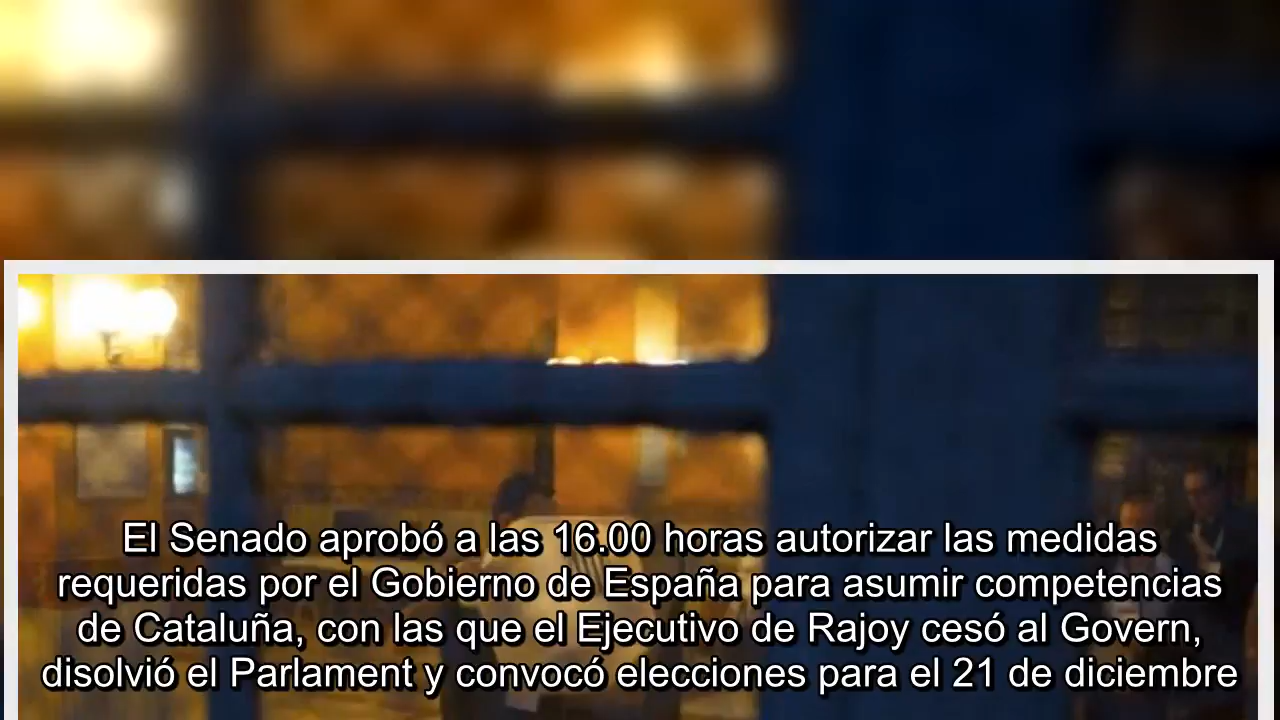 El Senado aprobó a las 16.00 horas autorizar las medidas
requeridas por el Gobierno de España para asumir competencias
de Cataluña, con las que el Ejecutivo de Rajoy cesó al Govern,
disolvió el Parlament y convocó elecciones para el 21 de diciembre